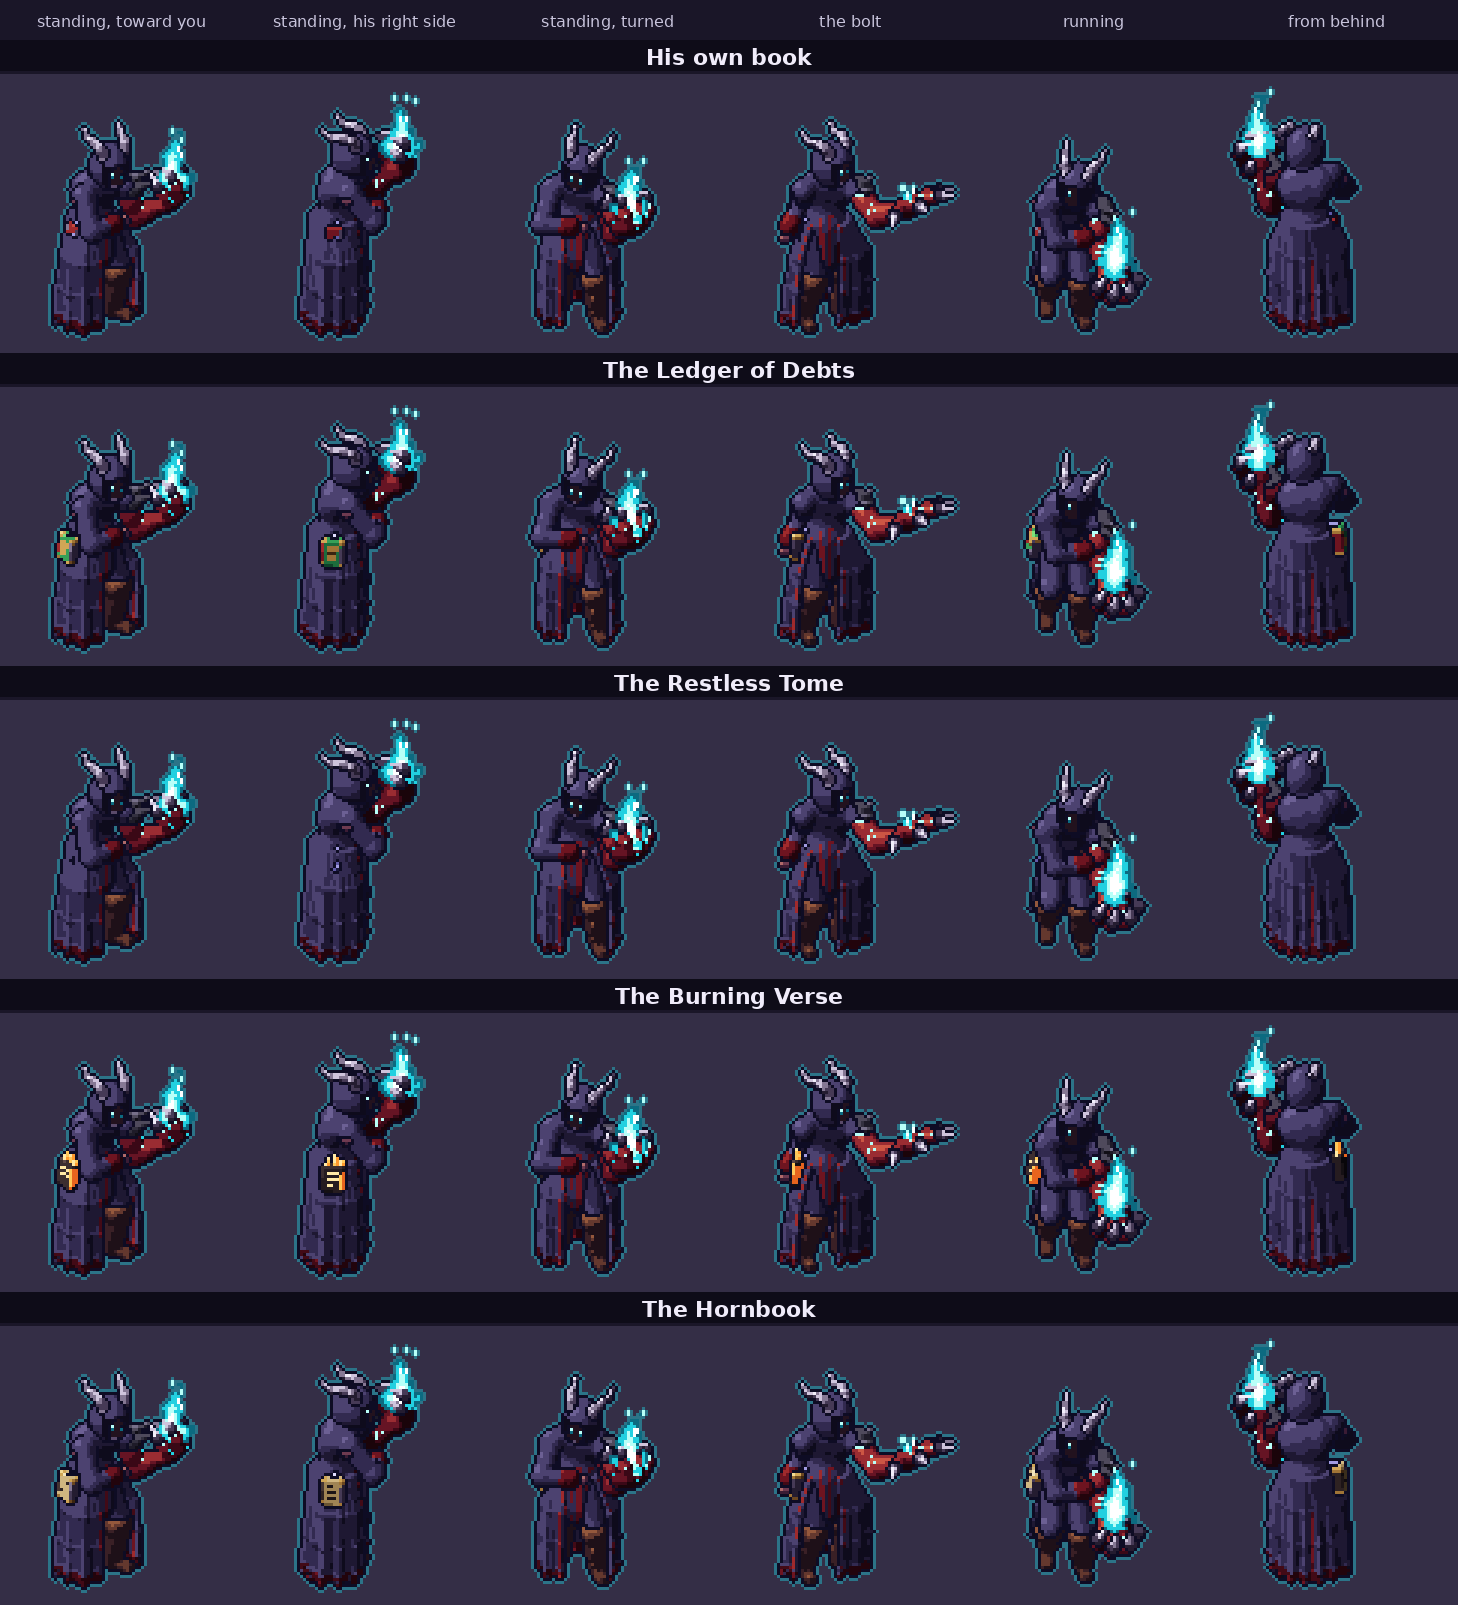 standing, toward you
standing, his right side
standing, turned
the bolt
running
from behind
His own book
The Ledger of Debts
The Restless Tome
The Burning Verse
The Hornbook